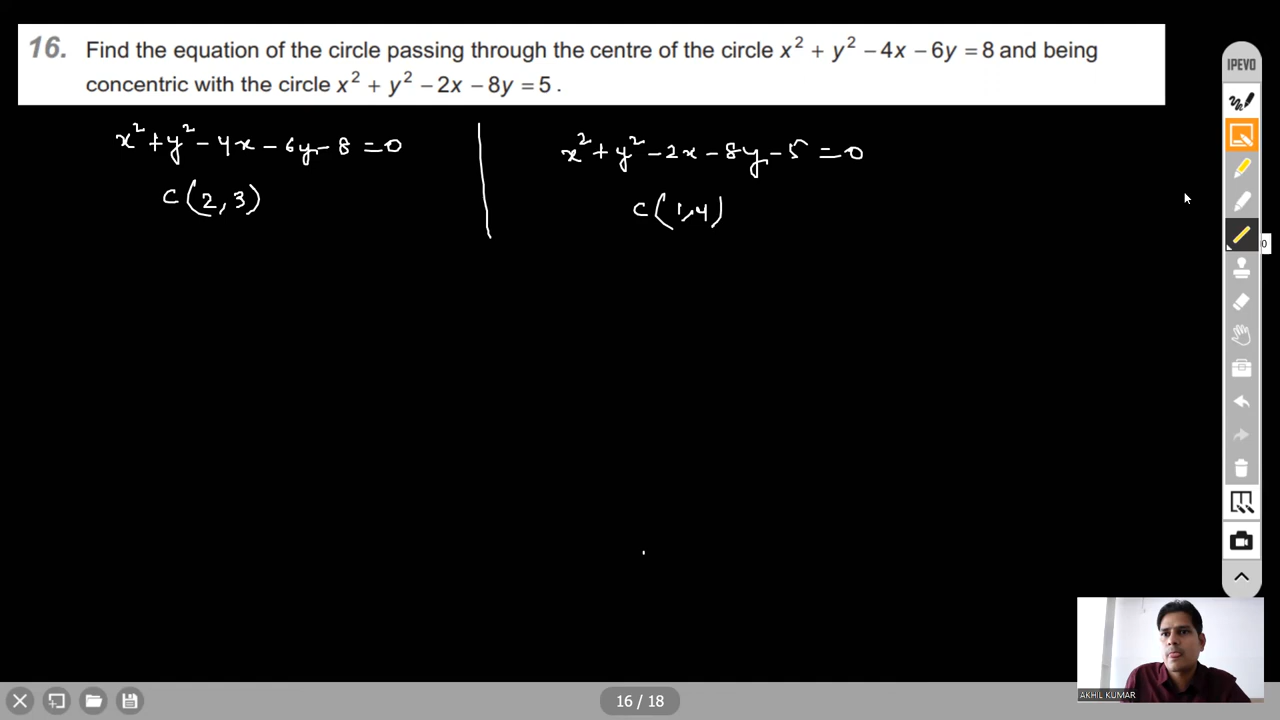 16. Find the equation of the circle passing through the centre of the circle x² + y² − 4x − 6y = 8 and being
concentric with the circle x² + y² − 2x − 8y = 5 .
x² + y² − 4x − 6y − 8 = 0
C(2, 3)
x² + y² − 2x − 8y − 5 = 0
C(1, 4)
IPEVO
0
AKHIL KUMAR
16 / 18